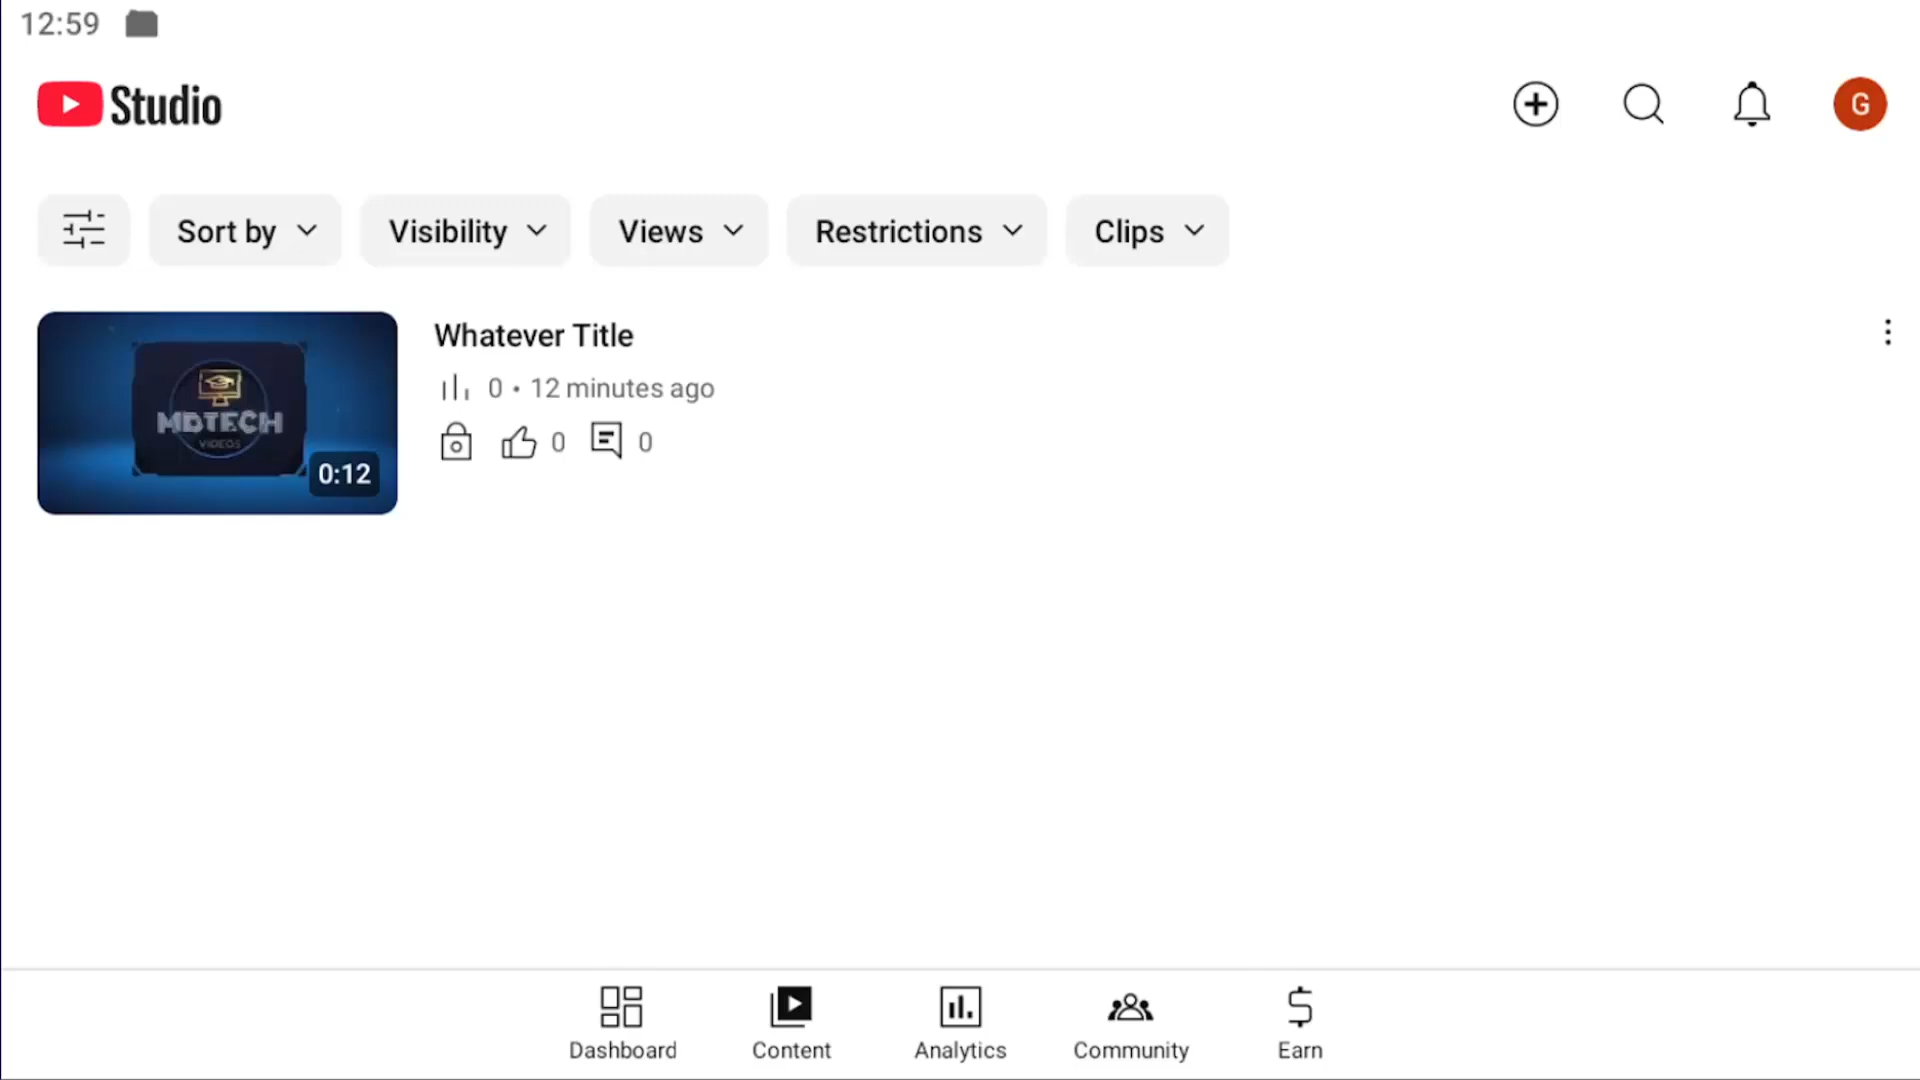 12:59
Studio
G
Sort by
Visibility
Views
Restrictions
Clips
MDTECH
VIDEOS
0:12
Whatever Title
0 • 12 minutes ago
0
0
Dashboard
Content
Analytics
Community
Earn